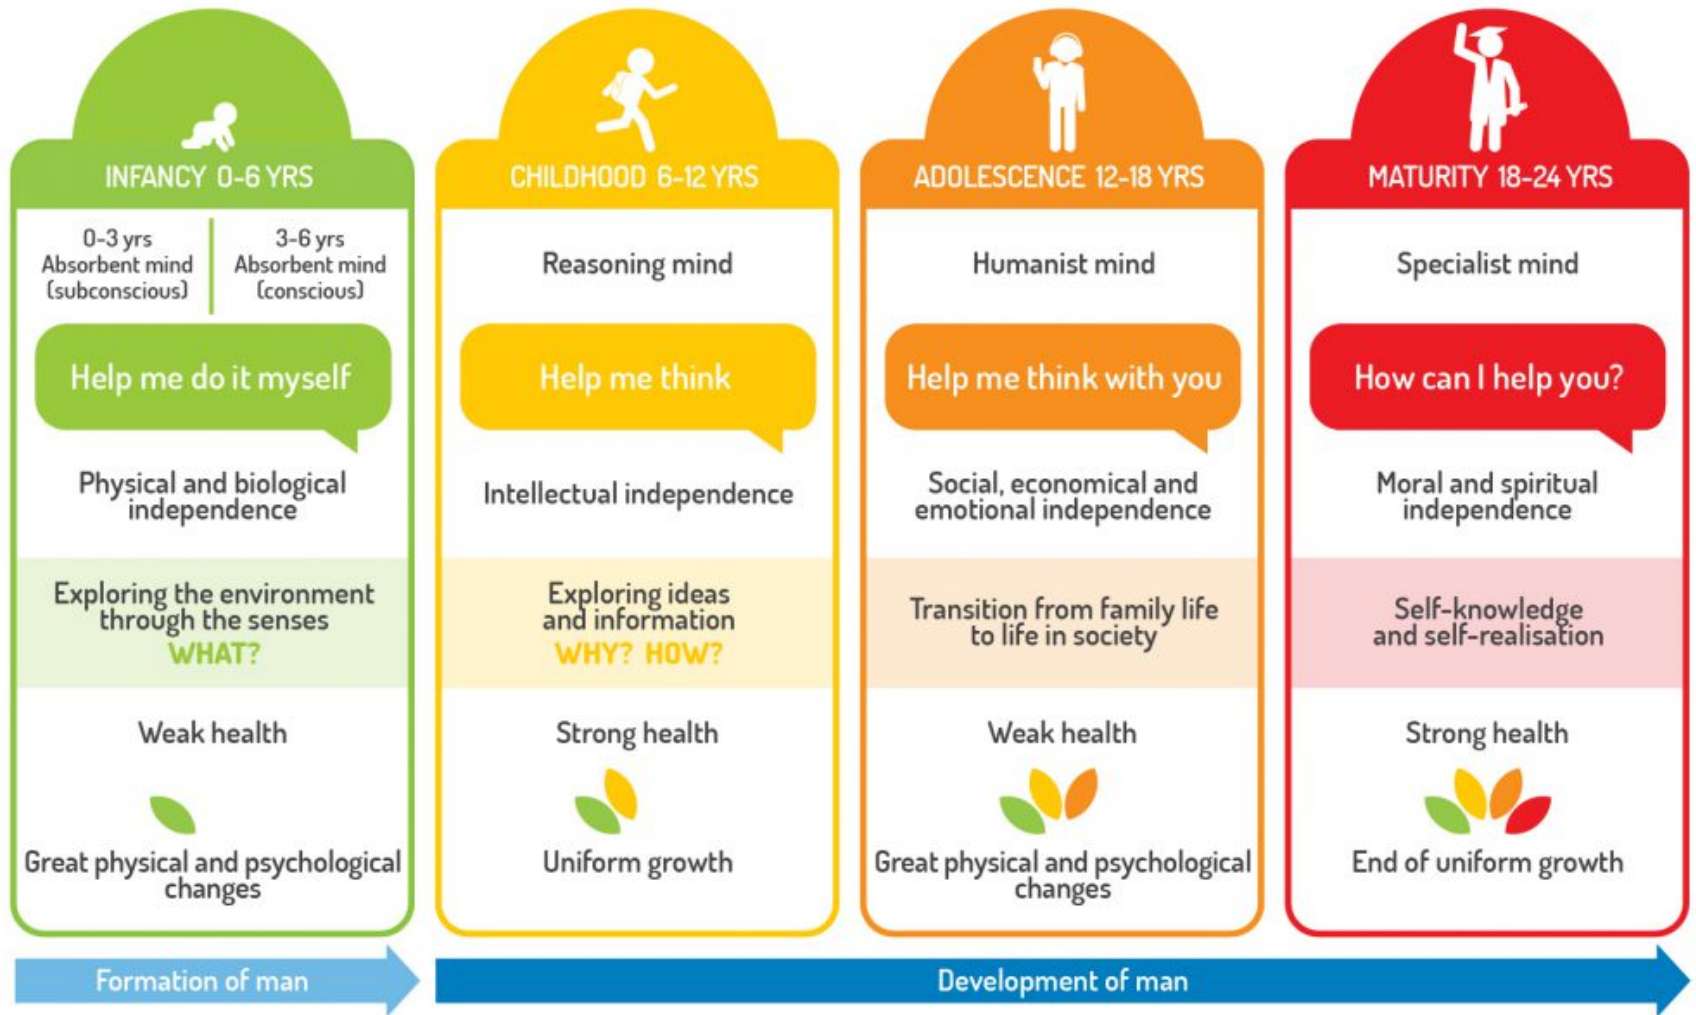 INFANCY 0-6 YRS
0-3 yrs
Absorbent mind
(subconscious)
3-6 yrs
Absorbent mind
(conscious)
Help me do it myself
Physical and biological
independence
Exploring the environment
through the senses
WHAT?
Weak health
Great physical and psychological
changes
CHILDHOOD 6-12 YRS
Reasoning mind
Help me think
Intellectual independence
Exploring ideas
and information
WHY? HOW?
Strong health
Uniform growth
ADOLESCENCE 12-18 YRS
Humanist mind
Help me think with you
Social, economical and
emotional independence
Transition from family life
to life in society
Weak health
Great physical and psychological
changes
MATURITY 18-24 YRS
Specialist mind
How can I help you?
Moral and spiritual
independence
Self-knowledge
and self-realisation
Strong health
End of uniform growth
Formation of man
Development of man